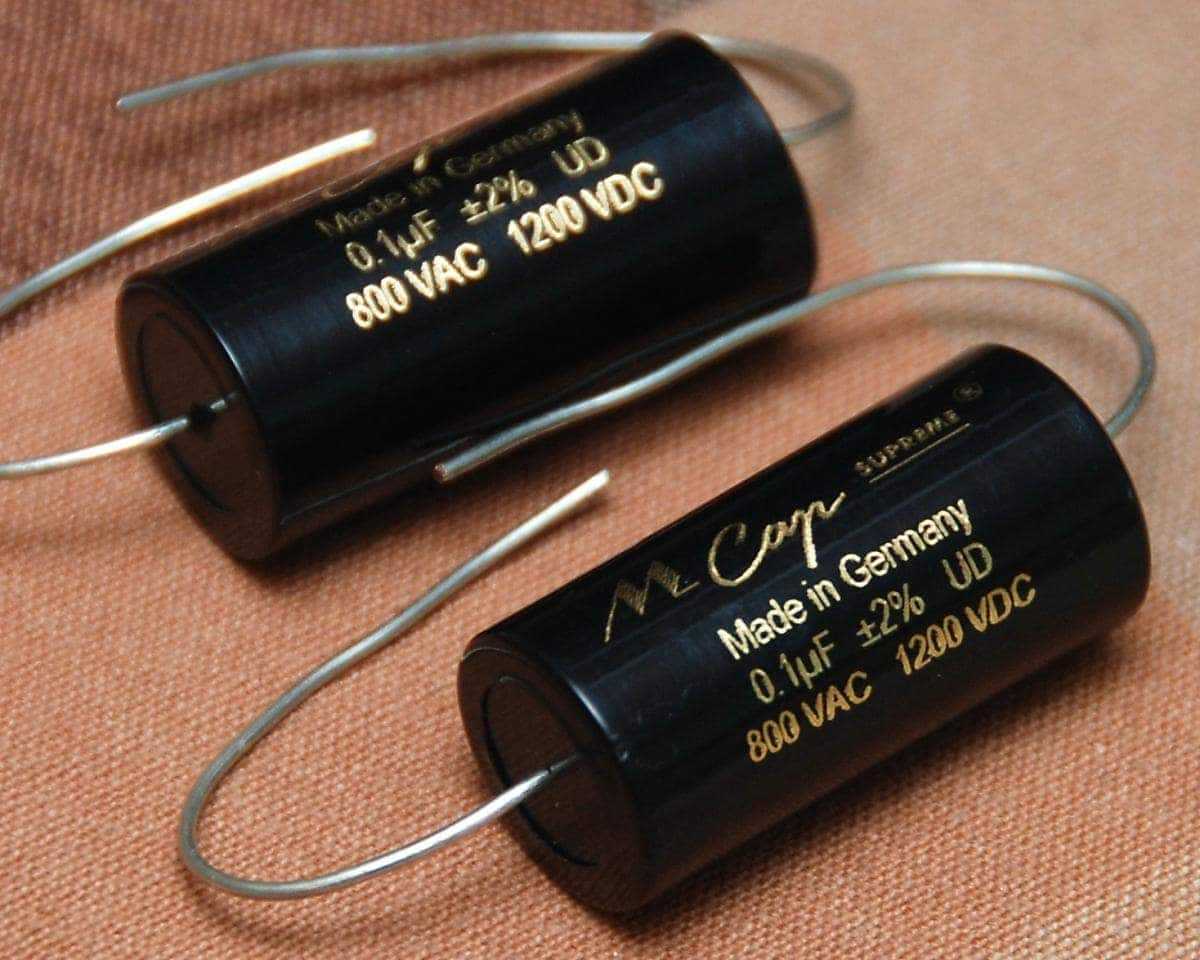 Made in Germany
0.1µF ±2% UD
800 VAC 1200 VDC
M Cap SUPREME ®
Made in Germany
0.1µF ±2% UD
800 VAC 1200 VDC